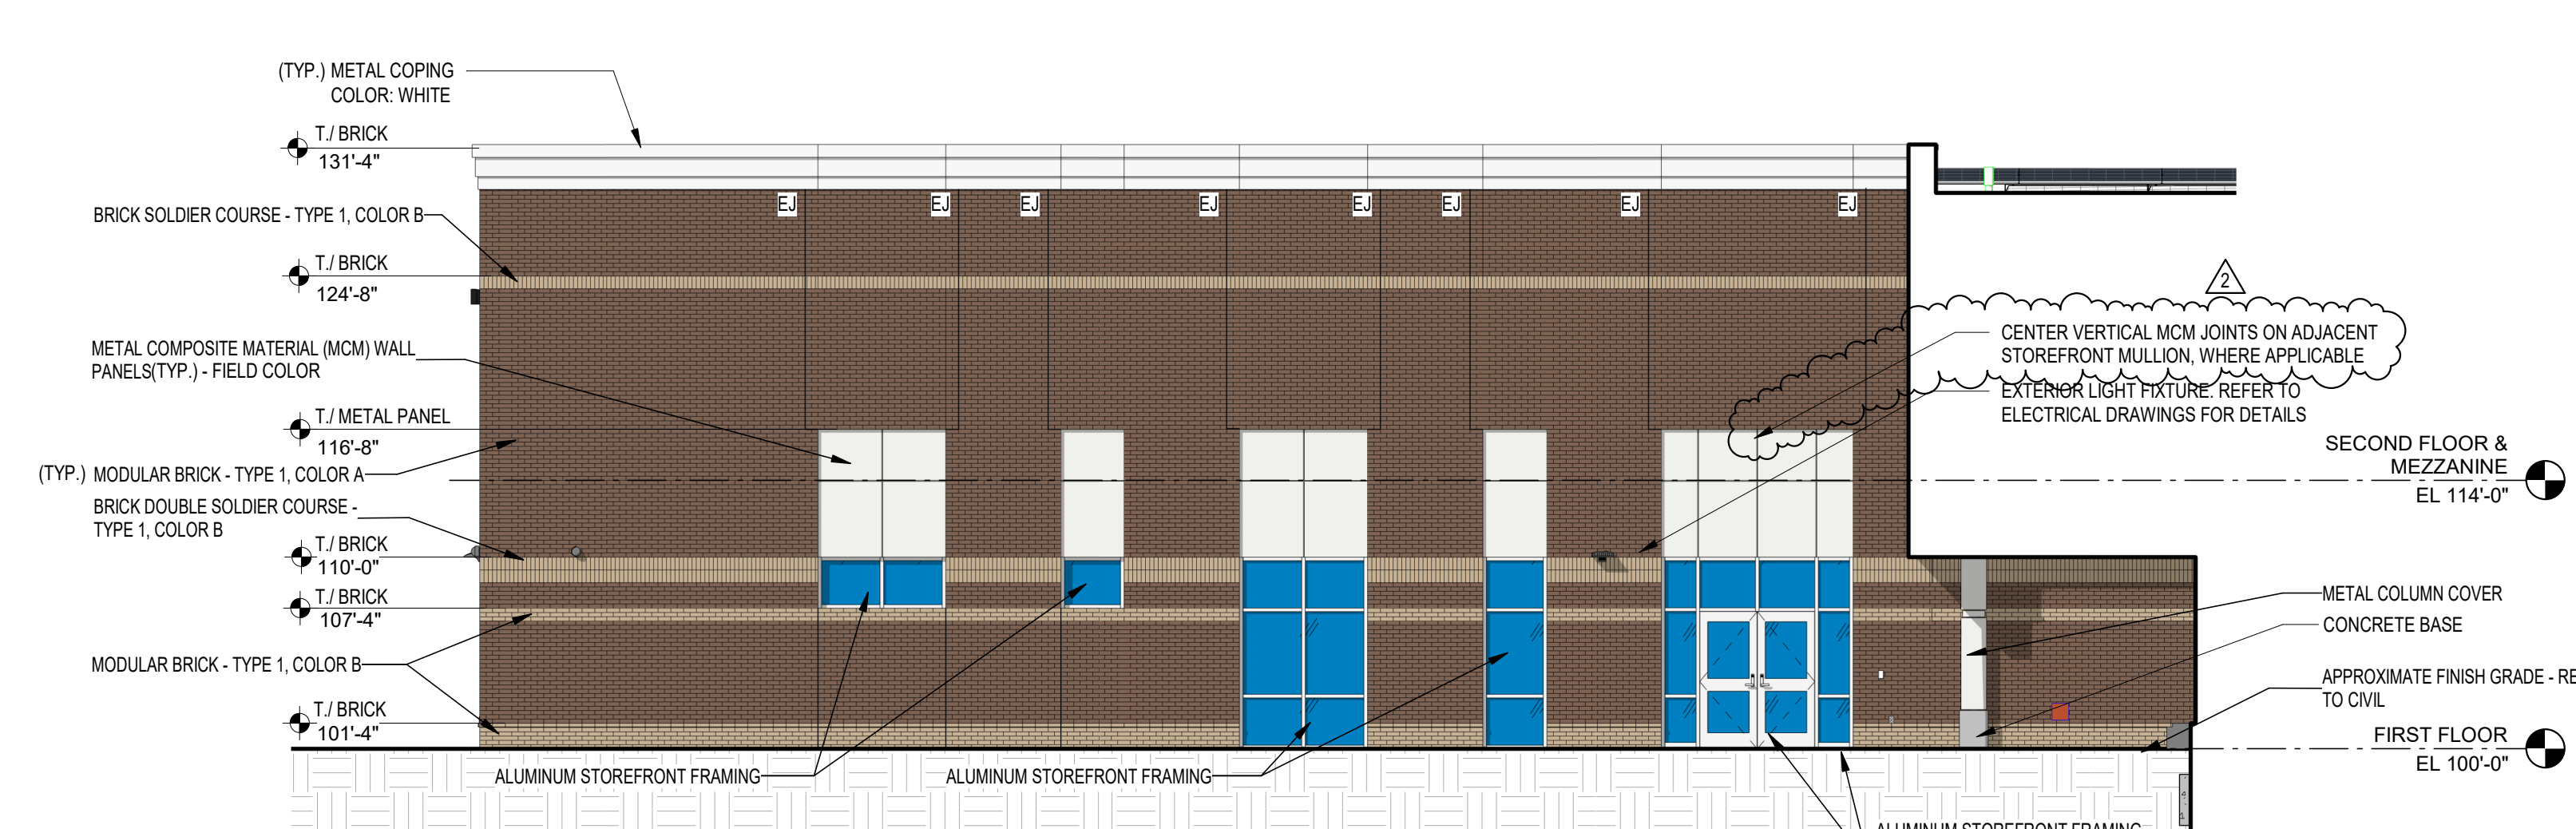 (TYP.) METAL COPING
COLOR: WHITE
T./ BRICK
131'-4"
EJ EJ EJ EJ EJ EJ EJ EJ
BRICK SOLDIER COURSE - TYPE 1, COLOR B
T./ BRICK
124'-8"
2
CENTER VERTICAL MCM JOINTS ON ADJACENT
STOREFRONT MULLION, WHERE APPLICABLE
EXTERIOR LIGHT FIXTURE. REFER TO
ELECTRICAL DRAWINGS FOR DETAILS
METAL COMPOSITE MATERIAL (MCM) WALL
PANELS(TYP.) - FIELD COLOR
T./ METAL PANEL
116'-8"
SECOND FLOOR &
MEZZANINE
EL 114'-0"
(TYP.) MODULAR BRICK - TYPE 1, COLOR A
BRICK DOUBLE SOLDIER COURSE -
TYPE 1, COLOR B
T./ BRICK
110'-0"
T./ BRICK
107'-4"
METAL COLUMN COVER
CONCRETE BASE
MODULAR BRICK - TYPE 1, COLOR B
APPROXIMATE FINISH GRADE - RE
TO CIVIL
T./ BRICK
101'-4"
FIRST FLOOR
EL 100'-0"
ALUMINUM STOREFRONT FRAMING
ALUMINUM STOREFRONT FRAMING
ALUMINUM STOREFRONT FRAMING